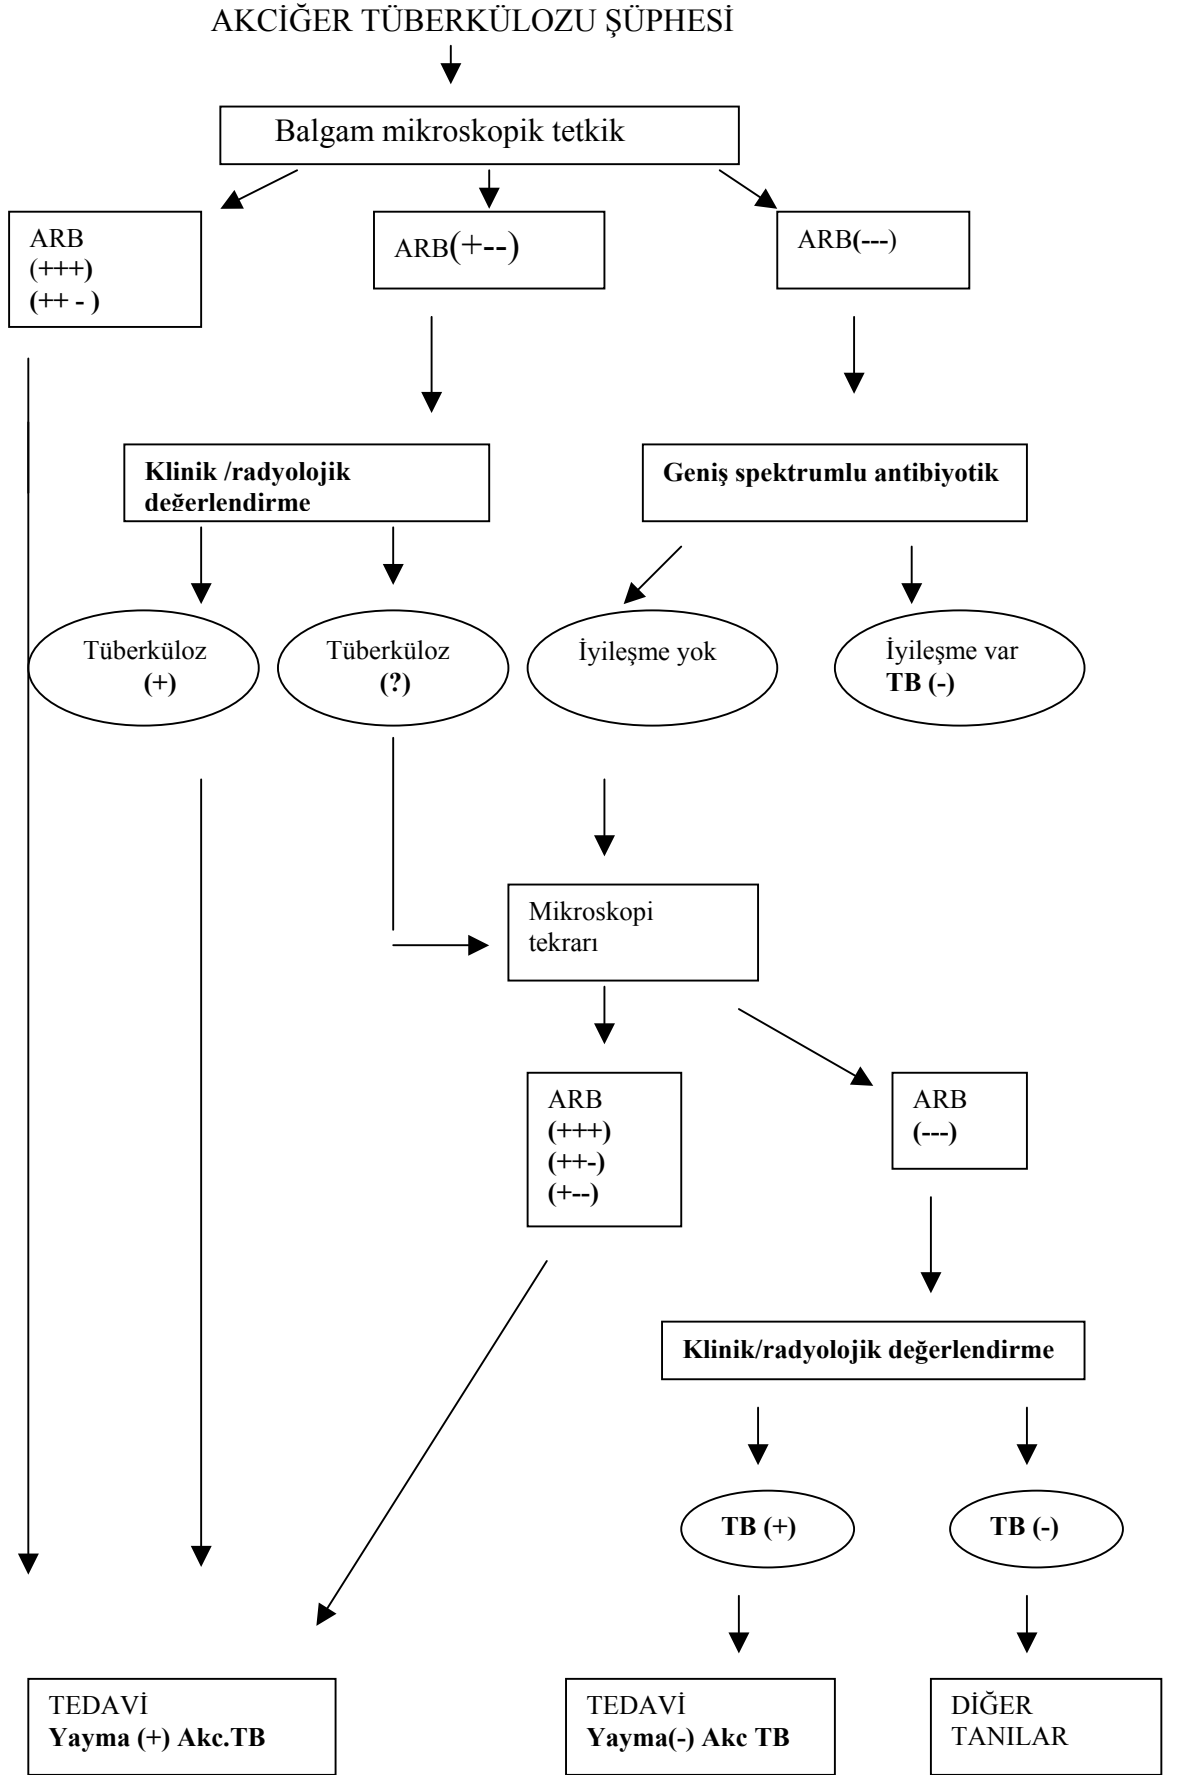 AKCİĞER TÜBERKÜLOZU ŞÜPHESİ
Balgam mikroskopik tetkik
ARB
(+++)
(++ - )
ARB(+--)
ARB(---)
Klinik /radyolojik
değerlendirme
Geniş spektrumlu antibiyotik
Tüberküloz
(+)
Tüberküloz
(?)
İyileşme yok
İyileşme var
TB (-)
Mikroskopi
tekrarı
ARB
(+++)
(++-)
(+--)
ARB
(---)
Klinik/radyolojik değerlendirme
TB (+)
TB (-)
TEDAVİ
Yayma (+) Akc.TB
TEDAVİ
Yayma(-) Akc TB
DİĞER
TANILAR